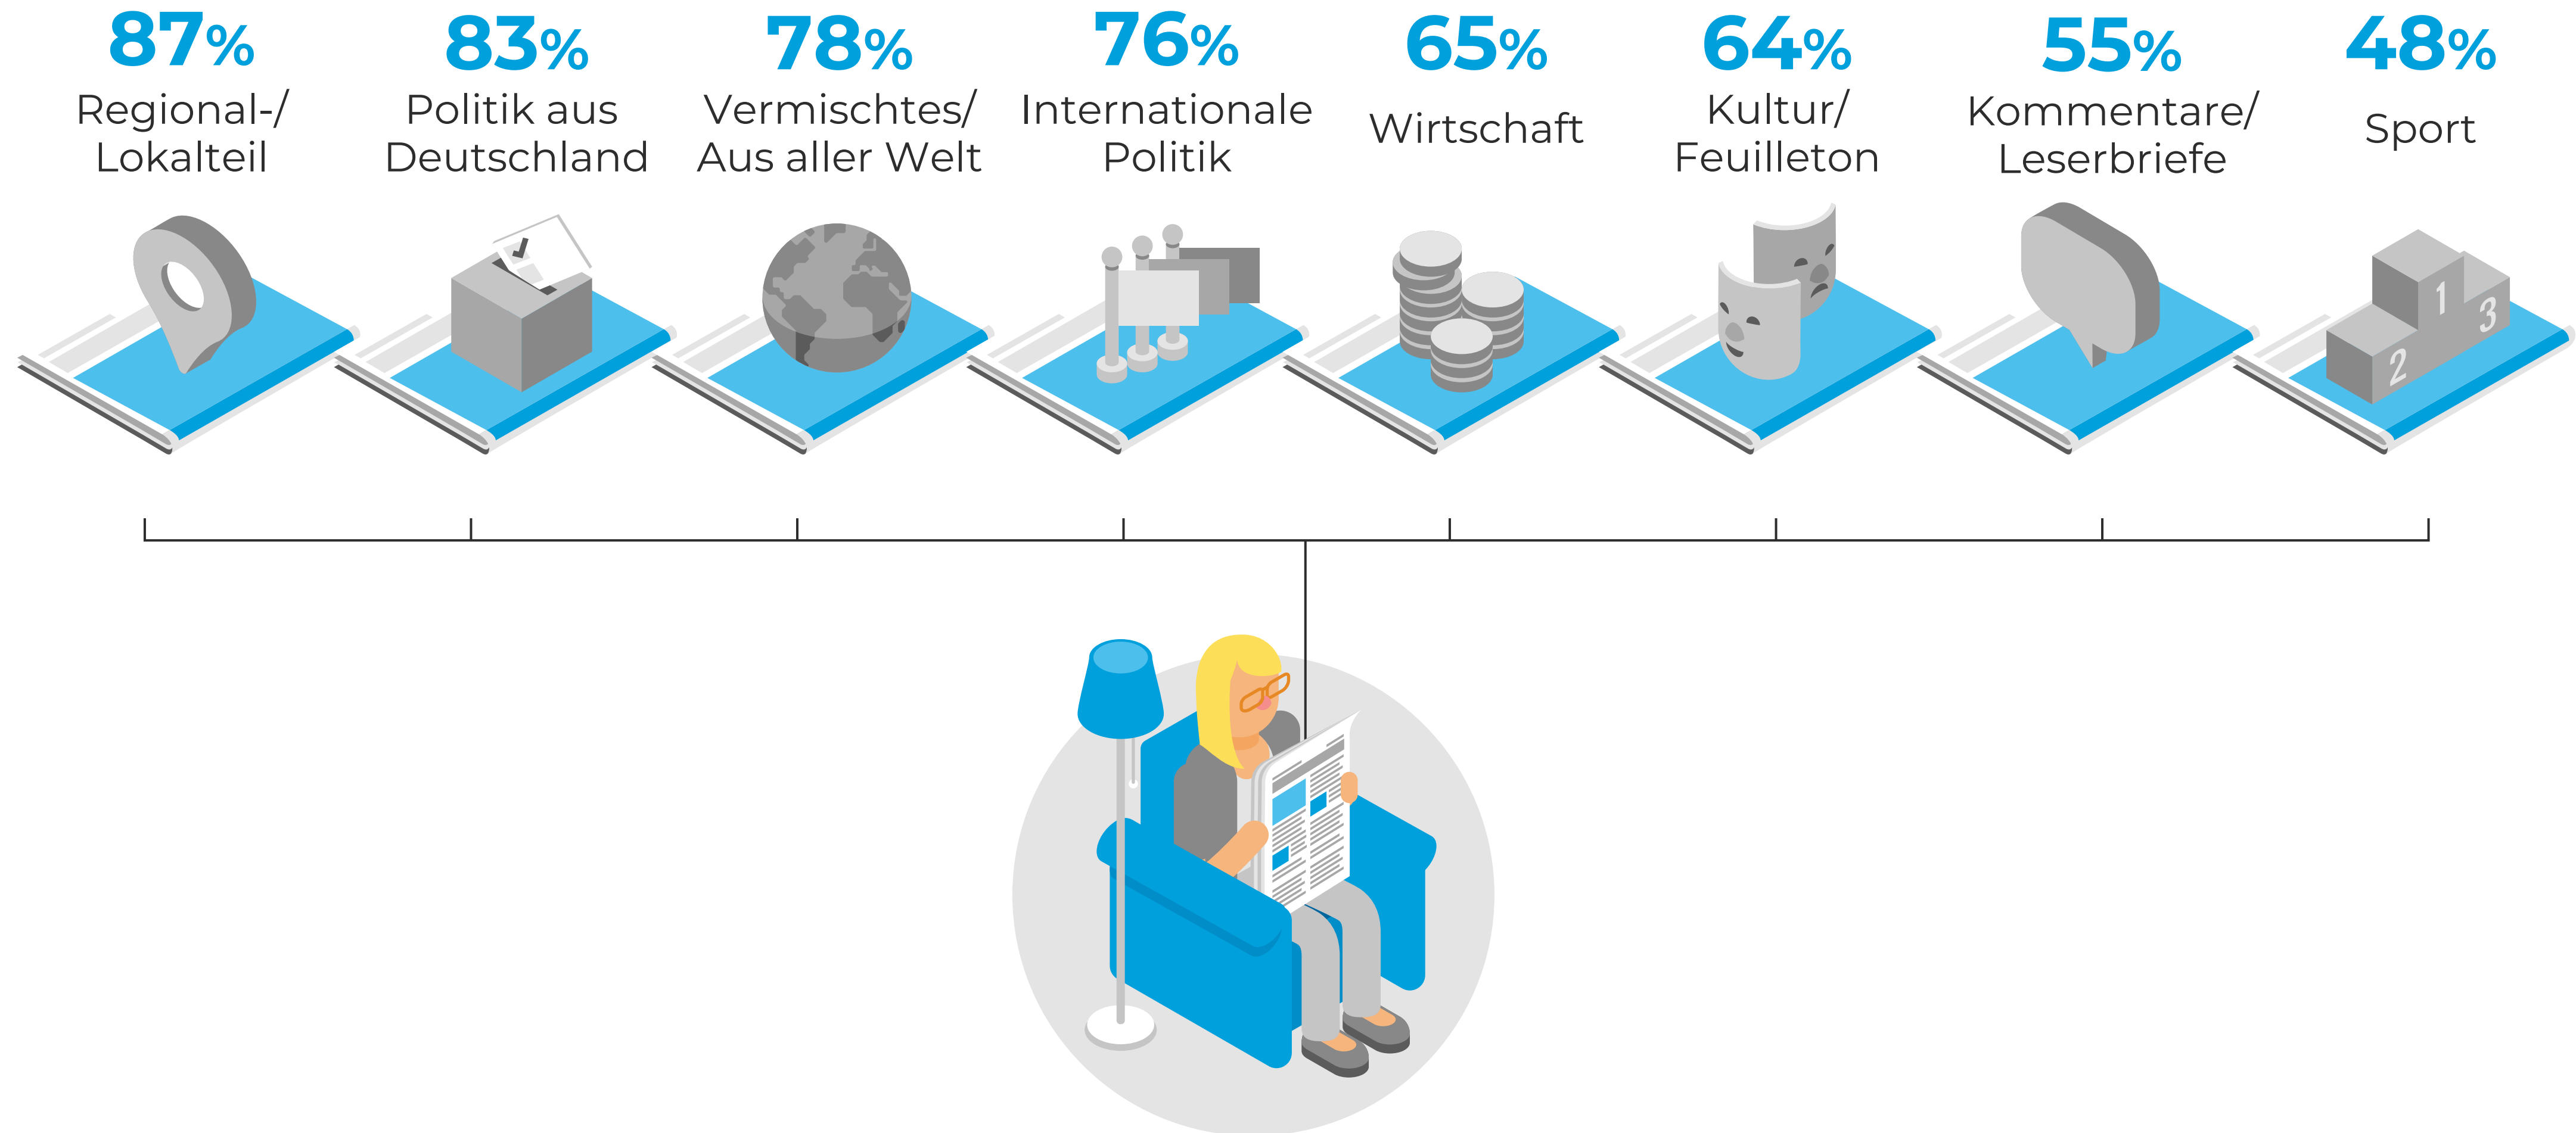 87%
Regional-/
Lokalteil
83%
Politik aus
Deutschland
78%
Vermischtes/
Aus aller Welt
76%
Internationale
Politik
65%
Wirtschaft
64%
Kultur/
Feuilleton
55%
Kommentare/
Leserbriefe
48%
Sport
1
2
3